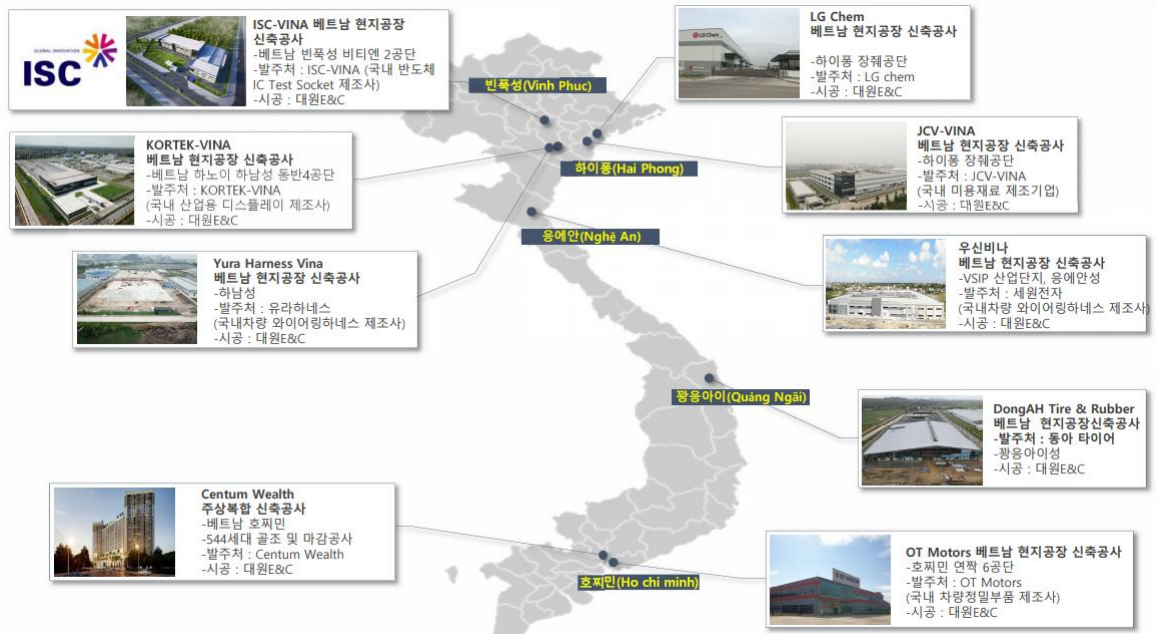 GLOBAL INNOVATION
ISC
ISC-VINA 베트남 현지공장
신축공사
-베트남 빈푹성 비티엔 2공단
-발주처 : ISC-VINA (국내 반도체
IC Test Socket 제조사)
-시공 : 대원E&C
LG Chem
LG Chem
베트남 현지공장 신축공사
-하이퐁 장쮀공단
-발주처 : LG chem
-시공 : 대원E&C
빈푹성(Vinh Phuc)
KORTEK-VINA
베트남 현지공장 신축공사
-베트남 하노이 하남성 동반4공단
-발주처 : KORTEK-VINA
(국내 산업용 디스플레이 제조사)
-시공 : 대원E&C
하이퐁(Hai Phong)
JCV-VINA
베트남 현지공장 신축공사
-하이퐁 장쮀공단
-발주처 : JCV-VINA
(국내 미용재료 제조기업)
-시공 : 대원E&C
응에안(Nghệ An)
Yura Harness Vina
베트남 현지공장 신축공사
-하남성
-발주처 : 유라하네스
(국내차량 와이어링하네스 제조사)
-시공 : 대원E&C
우신비나
베트남 현지공장 신축공사
-VSIP 산업단지, 응에안성
-발주처 : 세원전자
(국내차량 와이어링하네스 제조사)
-시공 : 대원E&C
꽝응아이(Quảng Ngãi)
DongAH Tire & Rubber
베트남 현지공장신축공사
-발주처 : 동아 타이어
-꽝응아이성
-시공 : 대원E&C
Centum Wealth
주상복합 신축공사
-베트남 호찌민
-544세대 골조 및 마감공사
-발주처 : Centum Wealth
-시공 : 대원E&C
호찌민(Ho chi minh)
OT MOTOR
OT Motors 베트남 현지공장 신축공사
-호찌민 연짝 6공단
-발주처 : OT Motors
(국내 차량정밀부품 제조사)
-시공 : 대원E&C